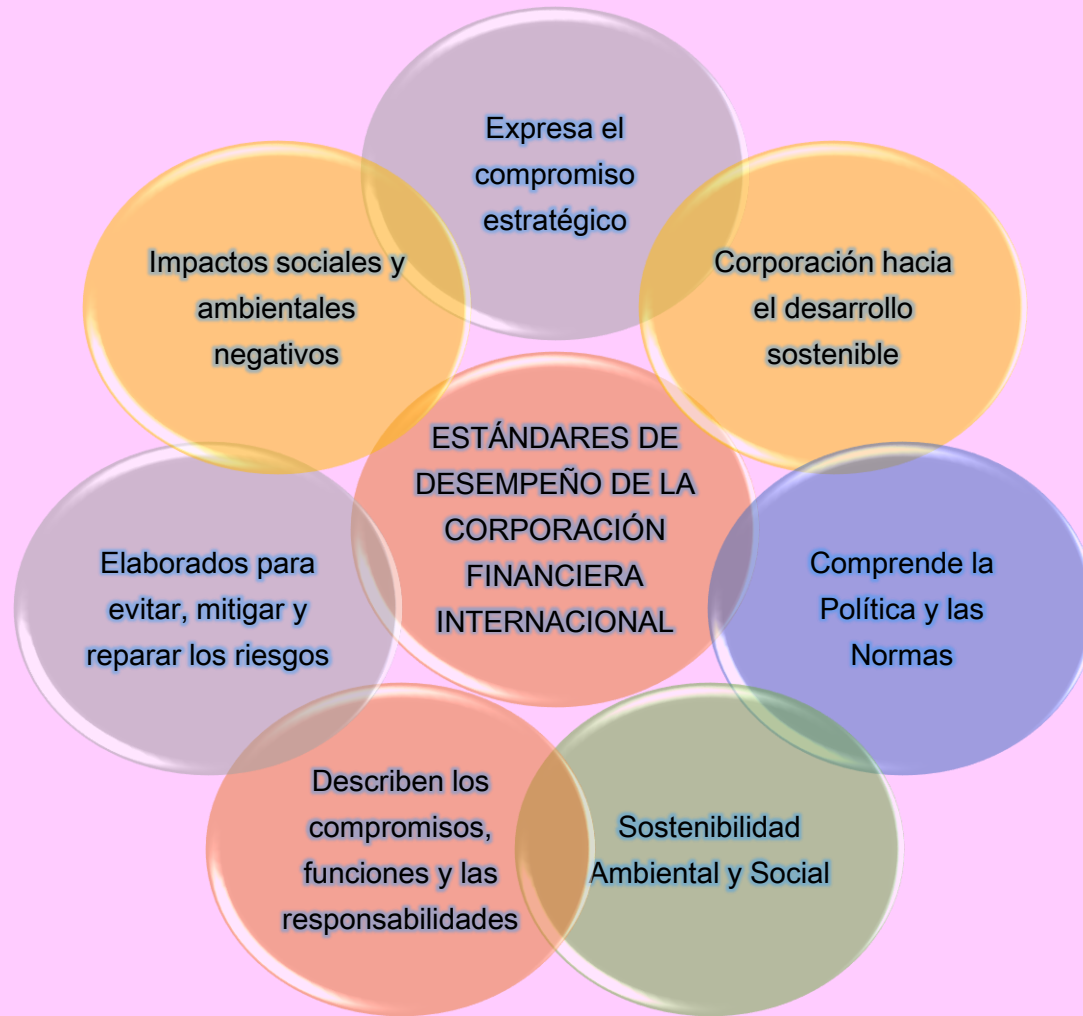 Expresa el
compromiso
estratégico
Corporación hacia
el desarrollo
sostenible
Comprende la
Política y las
Normas
Sostenibilidad
Ambiental y Social
Describen los
compromisos,
funciones y las
responsabilidades
Elaborados para
evitar, mitigar y
reparar los riesgos
Impactos sociales y
ambientales
negativos
ESTÁNDARES DE
DESEMPEÑO DE LA
CORPORACIÓN
FINANCIERA
INTERNACIONAL